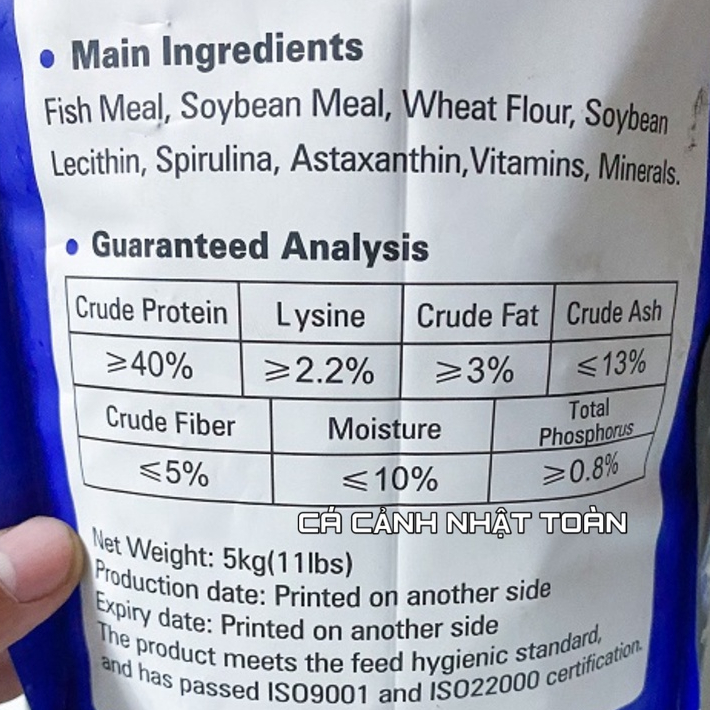 • Main Ingredients
Fish Meal, Soybean Meal, Wheat Flour, Soybean
Lecithin, Spirulina, Astaxanthin,Vitamins, Minerals.
• Guaranteed Analysis
Crude Protein Lysine Crude Fat Crude Ash
⩾40% ⩾2.2% ⩾3% ⩽13%
Crude Fiber Moisture Total Phosphorus
⩽5% ⩽10% ⩾0.8%
CÁ CẢNH NHẬT TOÀN
Net Weight: 5kg(11lbs)
Production date: Printed on another side
Expiry date: Printed on another side
The product meets the feed hygienic standard,
and has passed ISO9001 and ISO22000 certification.